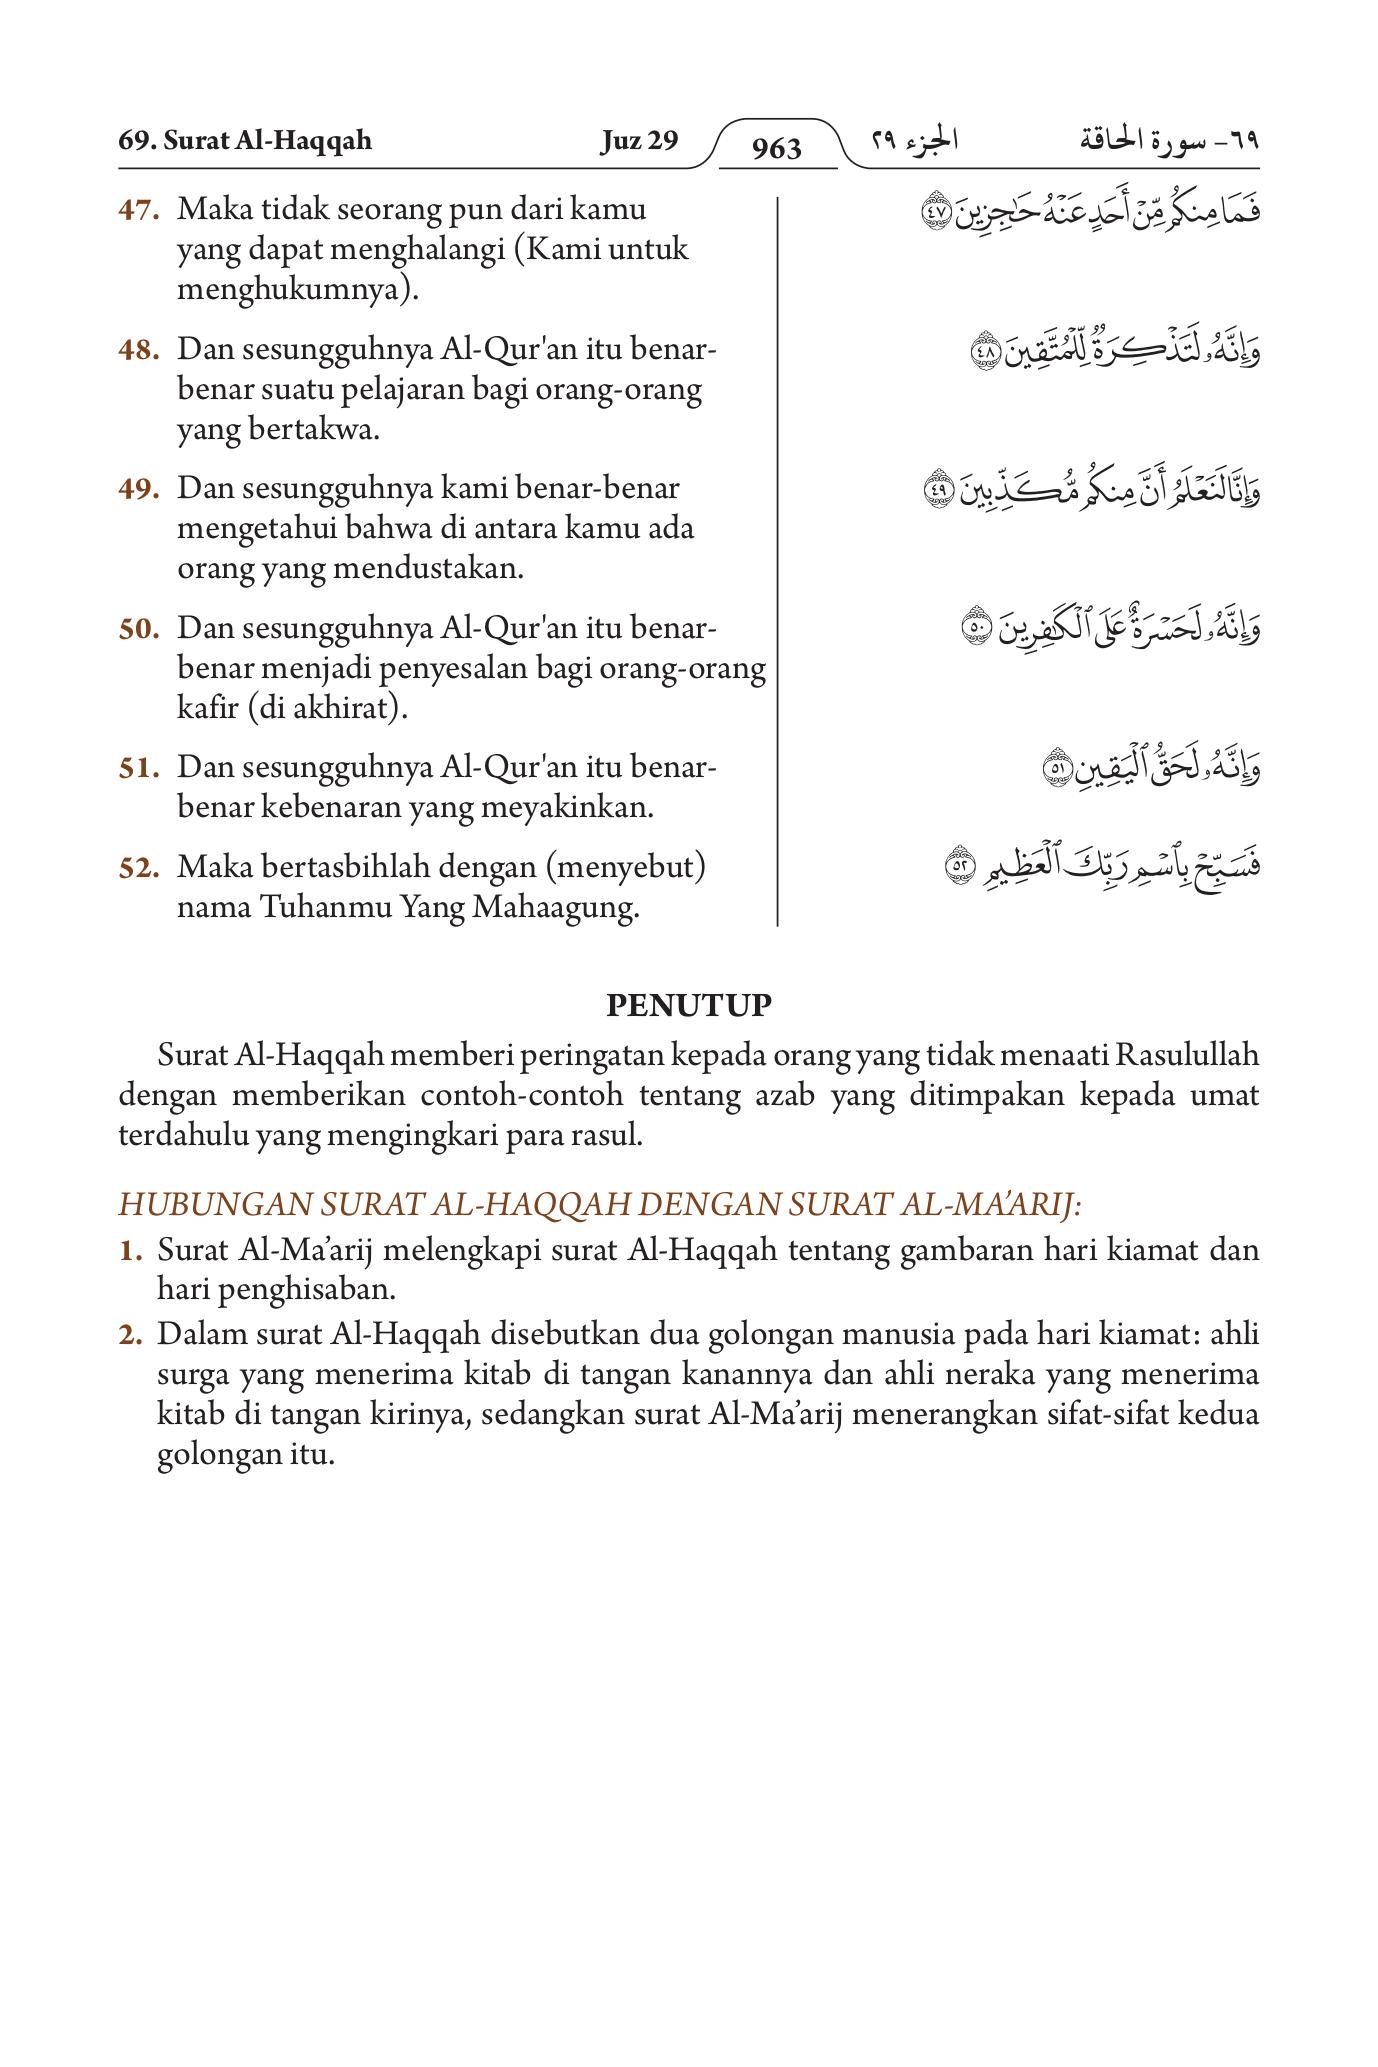 69. Surat Al-Haqqah Juz 29 963 الجزء ٢٩ ٦٩- سورة الحاقة
47. Maka tidak seorang pun dari kamu
yang dapat menghalangi (Kami untuk
menghukumnya).
فَمَا مِنكُم مِّنْ أَحَدٍ عَنْهُ حَٰجِزِينَ ٤٧
48. Dan sesungguhnya Al-Qur'an itu benar-
benar suatu pelajaran bagi orang-orang
yang bertakwa.
وَإِنَّهُۥ لَتَذْكِرَةٌ لِّلْمُتَّقِينَ ٤٨
49. Dan sesungguhnya kami benar-benar
mengetahui bahwa di antara kamu ada
orang yang mendustakan.
وَإِنَّا لَنَعْلَمُ أَنَّ مِنكُم مُّكَذِّبِينَ ٤٩
50. Dan sesungguhnya Al-Qur'an itu benar-
benar menjadi penyesalan bagi orang-orang
kafir (di akhirat).
وَإِنَّهُۥ لَحَسْرَةٌ عَلَى ٱلْكَٰفِرِينَ ٥٠
51. Dan sesungguhnya Al-Qur'an itu benar-
benar kebenaran yang meyakinkan.
وَإِنَّهُۥ لَحَقُّ ٱلْيَقِينِ ٥١
52. Maka bertasbihlah dengan (menyebut)
nama Tuhanmu Yang Mahaagung.
فَسَبِّحْ بِٱسْمِ رَبِّكَ ٱلْعَظِيمِ ٥٢
PENUTUP
Surat Al-Haqqah memberi peringatan kepada orang yang tidak menaati Rasulullah
dengan memberikan contoh-contoh tentang azab yang ditimpakan kepada umat
terdahulu yang mengingkari para rasul.
HUBUNGAN SURAT AL-HAQQAH DENGAN SURAT AL-MA’ARIJ:
1. Surat Al-Ma’arij melengkapi surat Al-Haqqah tentang gambaran hari kiamat dan
hari penghisaban.
2. Dalam surat Al-Haqqah disebutkan dua golongan manusia pada hari kiamat: ahli
surga yang menerima kitab di tangan kanannya dan ahli neraka yang menerima
kitab di tangan kirinya, sedangkan surat Al-Ma’arij menerangkan sifat-sifat kedua
golongan itu.